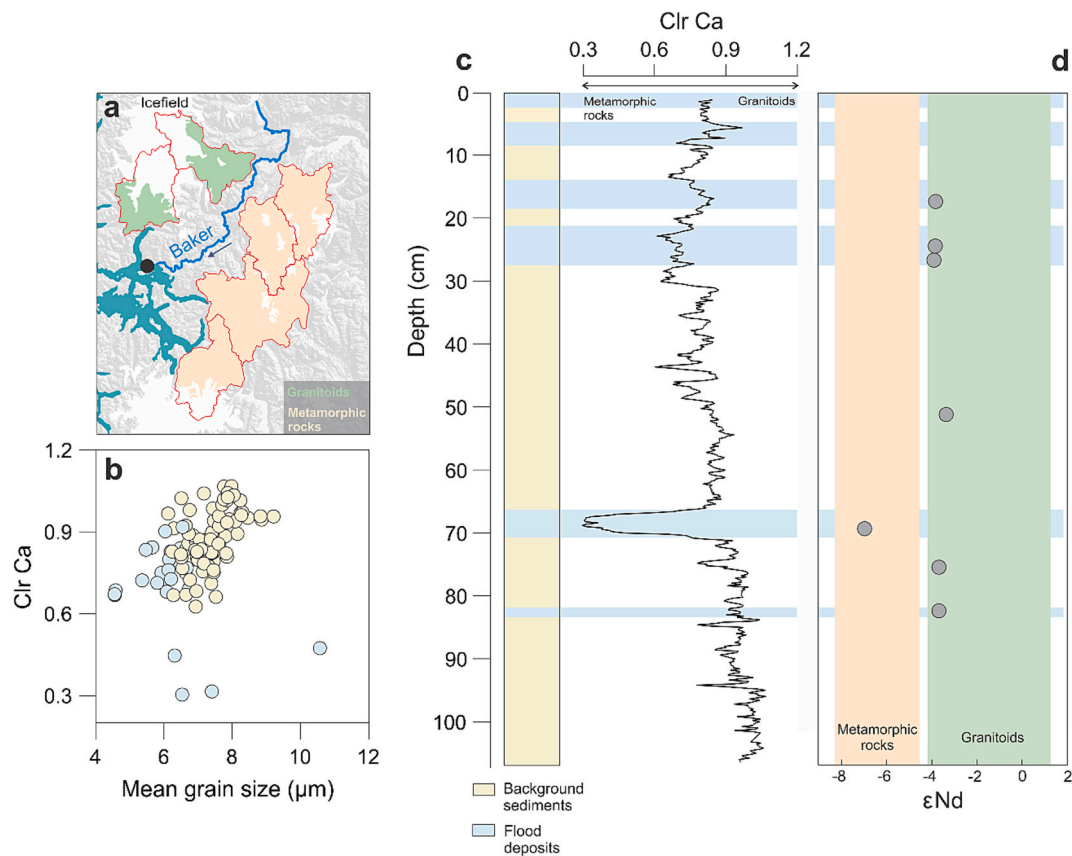 a
Icefield
Baker
Granitoids
Metamorphic
rocks
b
1.2
0.9
0.6
0.3
Clr Ca
4
6
8
10
12
Mean grain size (μm)
c
Clr Ca
0.3
0.6
0.9
1.2
Metamorphic
rocks
Granitoids
0
10
20
30
40
50
60
70
80
90
100
Depth (cm)
Background
sediments
Flood
deposits
d
Metamorphic
rocks
Granitoids
-8
-6
-4
-2
0
2
εNd